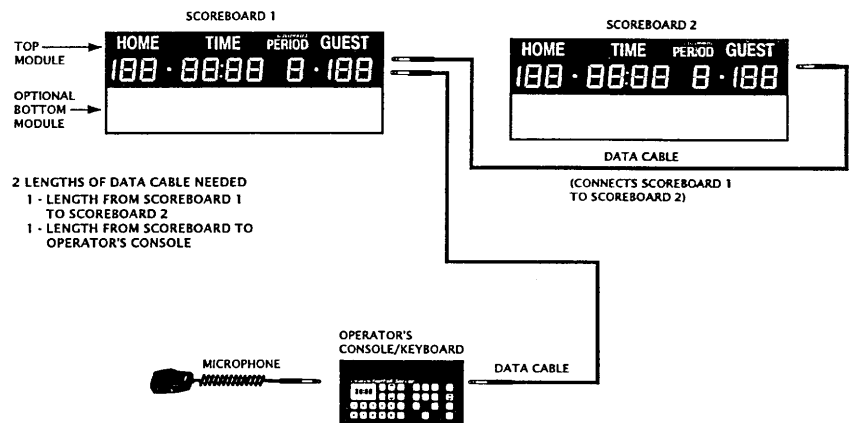 SCOREBOARD 1
TOP
MODULE
HOME TIME PERIOD GUEST
188 · 88:88 8 · 188
OPTIONAL
BOTTOM
MODULE
SCOREBOARD 2
HOME TIME PERIOD GUEST
188 · 88:88 8 · 188
DATA CABLE
(CONNECTS SCOREBOARD 1
TO SCOREBOARD 2)
2 LENGTHS OF DATA CABLE NEEDED
1 - LENGTH FROM SCOREBOARD 1
TO SCOREBOARD 2
1 - LENGTH FROM SCOREBOARD TO
OPERATOR'S CONSOLE
OPERATOR'S
CONSOLE/KEYBOARD
MICROPHONE
DATA CABLE